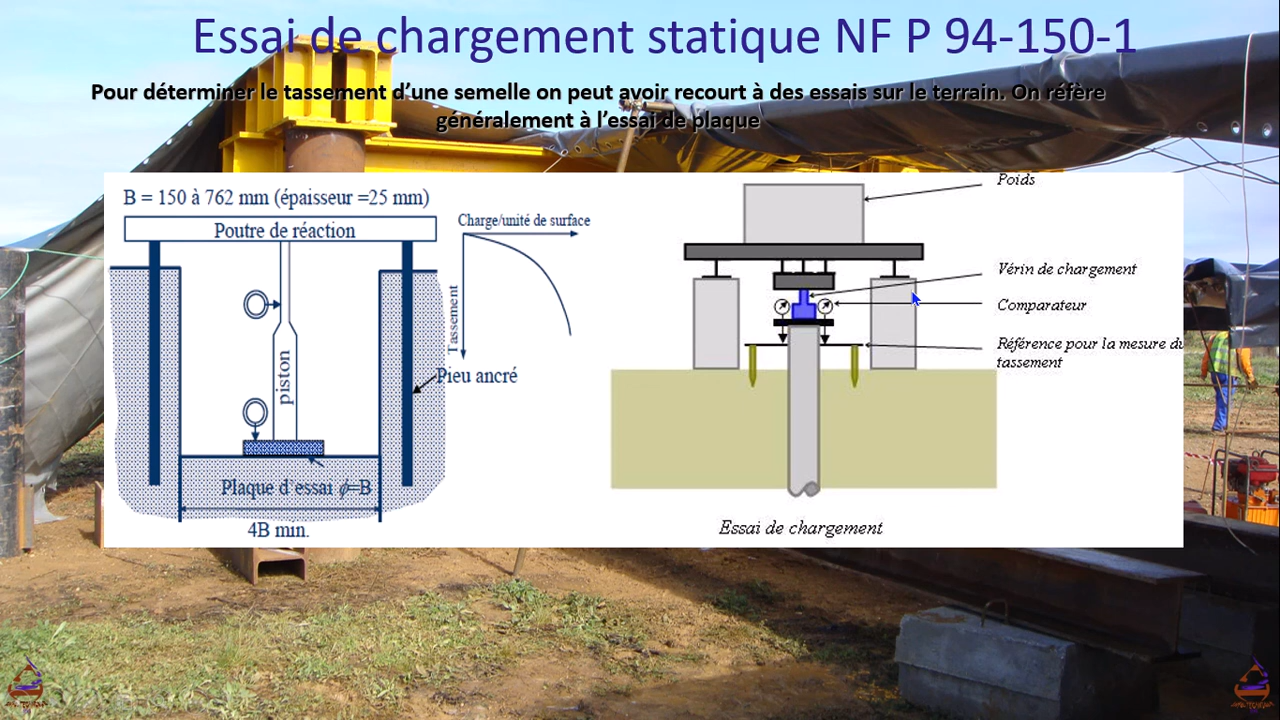 Essai de chargement statique NF P 94-150-1
Pour déterminer le tassement d'une semelle on peut avoir recourt à des essais sur le terrain. On réfère
généralement à l'essai de plaque
B = 150 à 762 mm (épaisseur =25 mm)
Poutre de réaction
Charge/unité de surface
Tassement
piston
Pieu ancré
Plaque d essai ϕ=B
4B min.
Poids
Vérin de chargement
Comparateur
Référence pour la mesure du
tassement
Essai de chargement